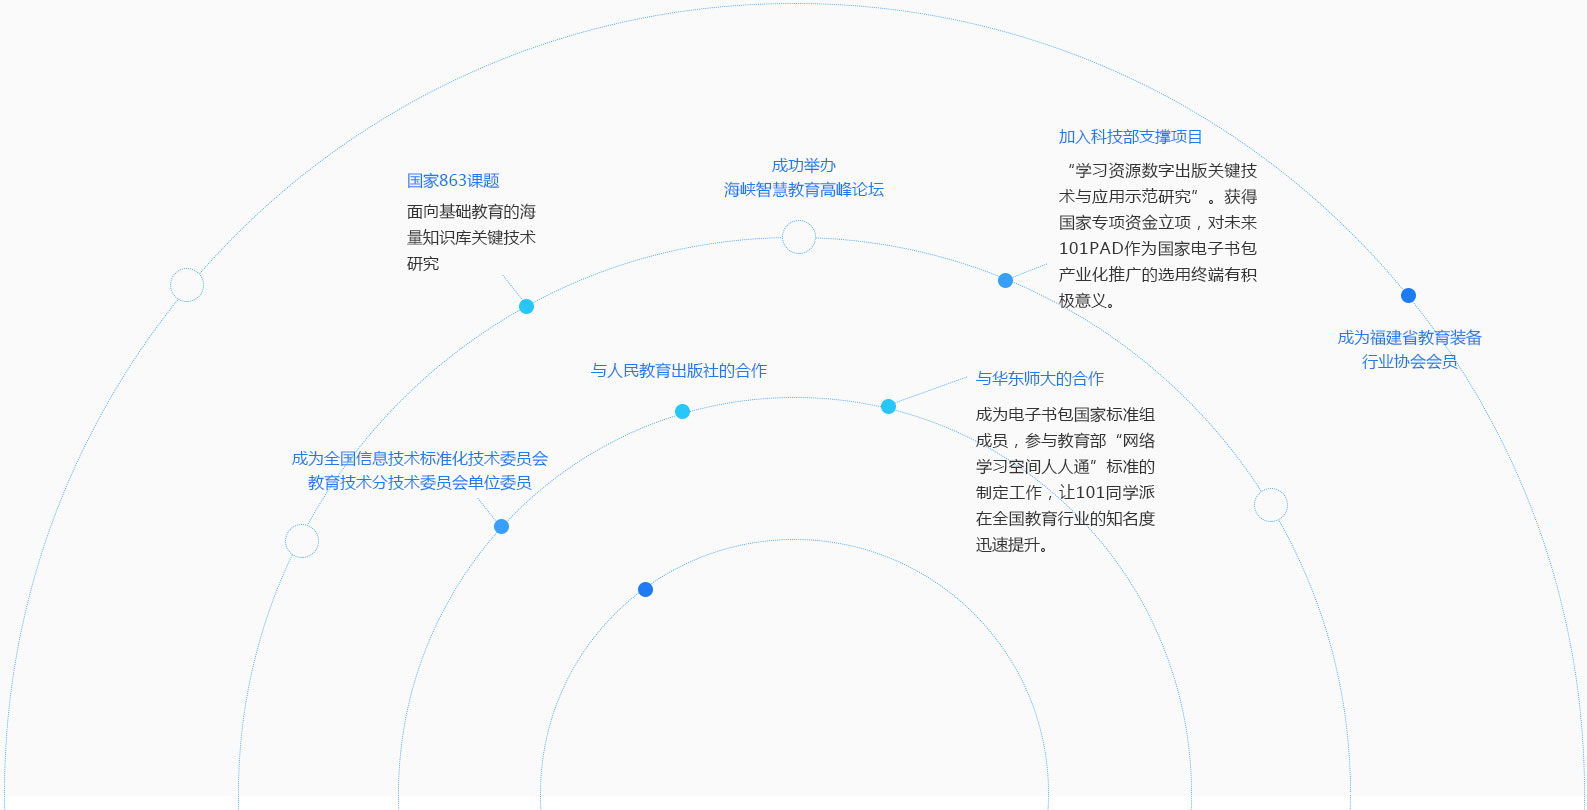 国家863课题
面向基础教育的海
量知识库关键技术
研究
成功举办
海峡智慧教育高峰论坛
加入科技部支撑项目
“学习资源数字出版关键技
术与应用示范研究”。获得
国家专项资金立项，对未来
101PAD作为国家电子书包
产业化推广的选用终端有积
极意义。
成为福建省教育装备
行业协会会员
与人民教育出版社的合作
与华东师大的合作
成为电子书包国家标准组
成员，参与教育部“网络
学习空间人人通”标准的
制定工作，让101同学派
在全国教育行业的知名度
迅速提升。
成为全国信息技术标准化技术委员会
教育技术分技术委员会单位委员